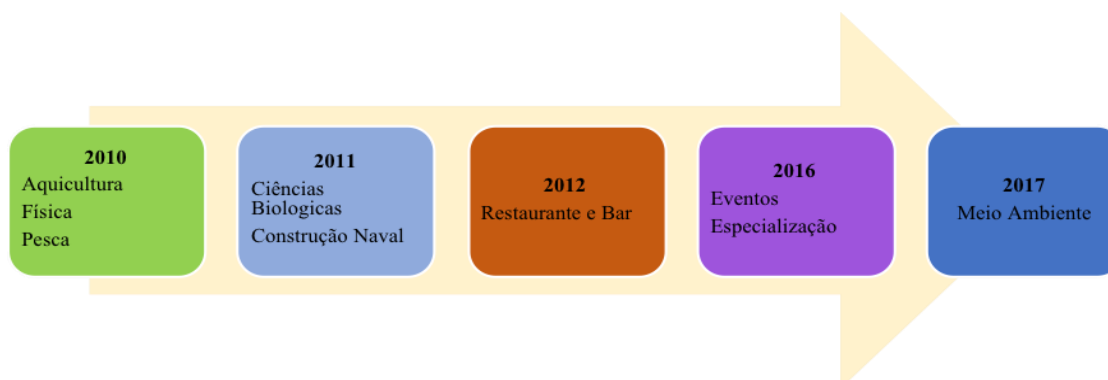 2010
Aquicultura
Física
Pesca
2011
Ciências
Biologicas
Construção Naval
2012
Restaurante e Bar
2016
Eventos
Especialização
2017
Meio Ambiente